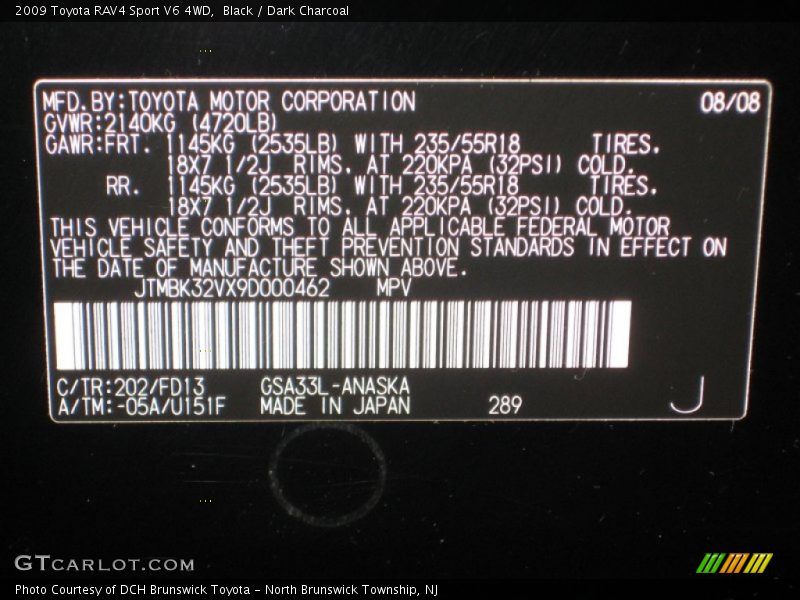 2009 Toyota RAV4 Sport V6 4WD,  Black / Dark Charcoal
MFD.BY:TOYOTA MOTOR CORPORATION 08/08
GVWR:2140KG (4720LB)
GAWR:FRT. 1145KG (2535LB) WITH 235/55R18 TIRES.
18X7 1/2J RIMS. AT 220KPA (32PSI) COLD.
RR. 1145KG (2535LB) WITH 235/55R18 TIRES.
18X7 1/2J RIMS. AT 220KPA (32PSI) COLD.
THIS VEHICLE CONFORMS TO ALL APPLICABLE FEDERAL MOTOR
VEHICLE SAFETY AND THEFT PREVENTION STANDARDS IN EFFECT ON
THE DATE OF MANUFACTURE SHOWN ABOVE.
JTMBK32VX9D000462 MPV
C/TR:202/FD13 GSA33L-ANASKA
A/TM:-05A/U151F MADE IN JAPAN 289 J
GTCARLOT.COM
Photo Courtesy of DCH Brunswick Toyota - North Brunswick Township, NJ